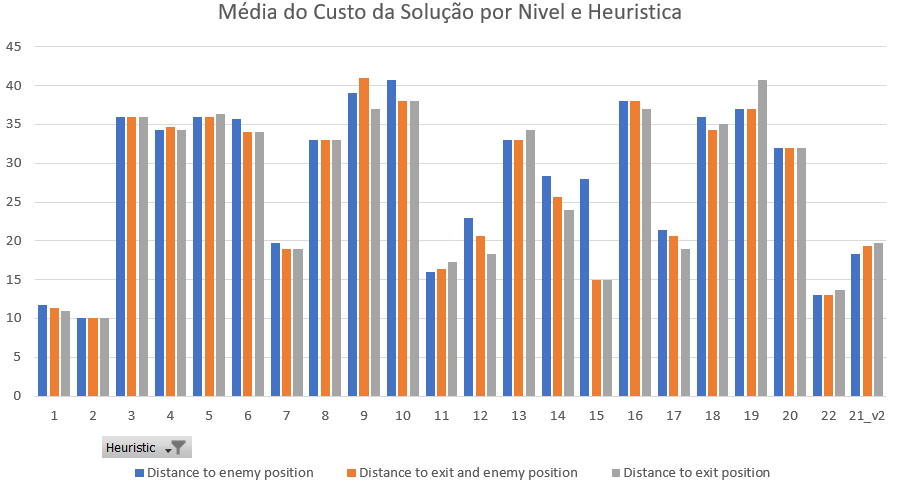 Média do Custo da Solução por Nivel e Heuristica
45
40
35
30
25
20
15
10
5
0
1 2 3 4 5 6 7 8 9 10 11 12 13 14 15 16 17 18 19 20 22 21_v2
Heuristic
Distance to enemy position Distance to exit and enemy position Distance to exit position